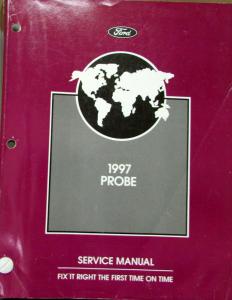 Ford
1997
PROBE
SERVICE MANUAL
FIX IT RIGHT THE FIRST TIME ON TIME